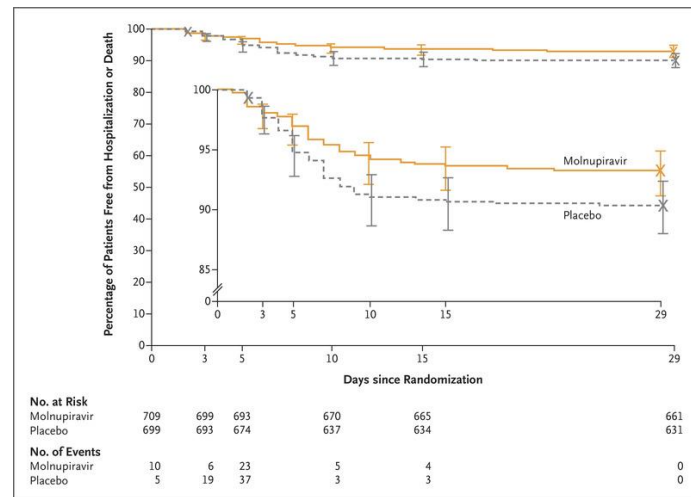 Percentage of Patients Free from Hospitalization or Death
100
90
80
70
60
50
40
30
20
10
0
100
95
90
85
0
Molnupiravir
Placebo
0 3 5 10 15 29
0 3 5 10 15 29
Days since Randomization
No. at Risk
Molnupiravir 709 699 693 670 665 661
Placebo 699 693 674 637 634 631
No. of Events
Molnupiravir 10 6 23 5 4 0
Placebo 5 19 37 3 3 0